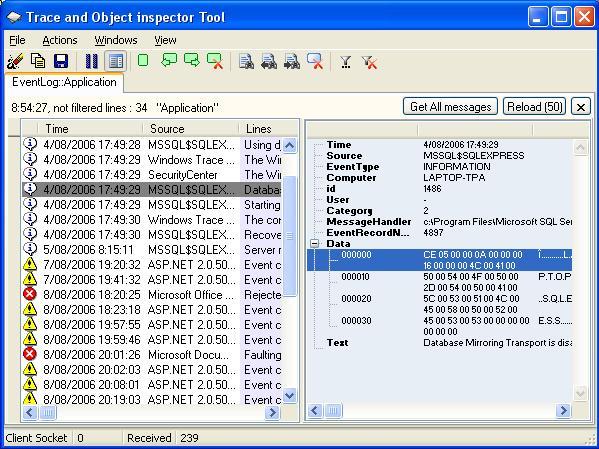 Trace and Object inspector Tool
File Actions Windows View
EventLog::Application
8:54:27, not filtered lines : 34 "Application"
Get All messages Reload (50)
Time Source Lines
4/08/2006 17:49:28 MSSQL$SQLEX... Using d
4/08/2006 17:49:29 Windows Trace ... The Win
4/08/2006 17:49:29 SecurityCenter The Win
4/08/2006 17:49:29 MSSQL$SQLEX... Databa
4/08/2006 17:49:29 MSSQL$SQLEX... Starting
4/08/2006 17:49:30 Windows Trace ... The cor
4/08/2006 17:49:30 MSSQL$SQLEX... Recove
5/08/2006 8:15:11 MSSQL$SQLEX... Server r
7/08/2006 19:20:32 ASP.NET 2.0.50... Event c
7/08/2006 19:41:32 ASP.NET 2.0.50... Event c
8/08/2006 18:20:25 Microsoft Office ... Rejecte
8/08/2006 18:23:18 ASP.NET 2.0.50... Event c
8/08/2006 19:57:55 ASP.NET 2.0.50... Event c
8/08/2006 19:59:46 ASP.NET 2.0.50... Event c
8/08/2006 20:01:26 Microsoft Docu... Faulting
8/08/2006 20:02:03 ASP.NET 2.0.50... Event c
8/08/2006 20:08:01 ASP.NET 2.0.50... Event c
8/08/2006 20:19:03 ASP.NET 2.0.50... Event c
Time 4/08/2006 17:49:29
Source MSSQL$SQLEXPRESS
EventType INFORMATION
Computer LAPTOP-TPA
id 1486
User -
Category 2
MessageHandler c:\Program Files\Microsoft SQL Ser
EventRecordN... 4897
Data
000000 CE 05 00 00 0A 00 00 00 Î.........L.
16 00 00 00 4C 00 4100
000010 50 00 54 00 4F 00 50 00 P.T.O.P
2D 00 54 00 50 00 4100
000020 5C 00 53 00 51 00 4C 00 \.S.Q.L.E
45 00 58 00 50 00 52 00
000030 45 00 53 00 53 00 00 00 E.S.S...
00 00 00
Text Database Mirroring Transport is disa
Client Socket 0 Received 239